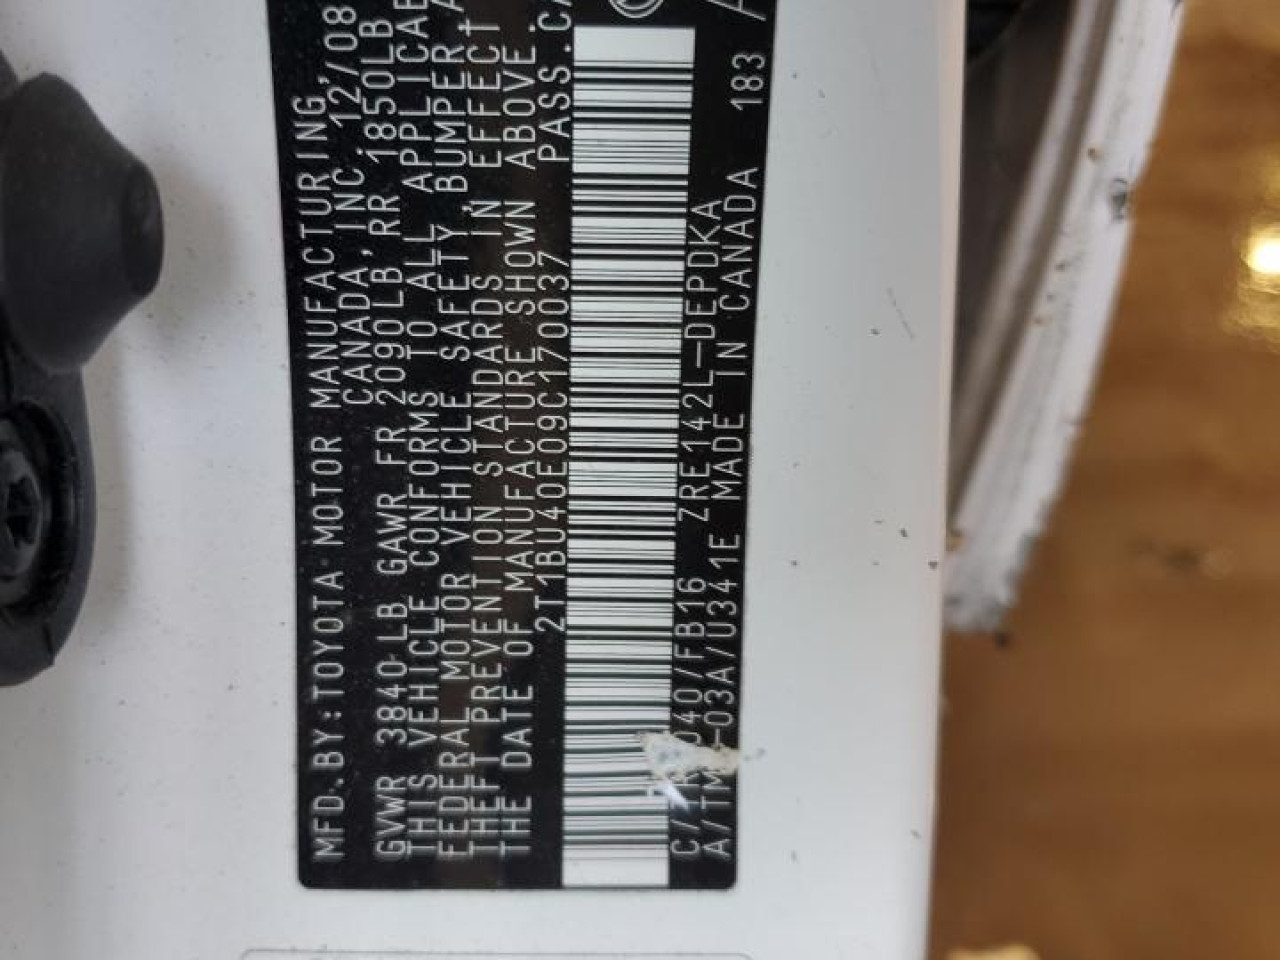 MFD.BY:TOYOTA MOTOR MANUFACTURING,
CANADA, INC. 12/08
GVWR 3840 LB GAWR FR 2090LB, RR 1850LB
THIS VEHICLE CONFORMS TO ALL
FEDERAL MOTOR VEHICLE SAFETY, BUMPER
THEFT PREVENTION STANDARDS IN EFFECT
THE DATE OF MANUFACTURE SHOWN ABOVE.
2T1BU40E09C170037 PASS.
040/FB16 ZRE142L-DEPDKA 183
A/TM -03A/U341E MADE IN CANADA